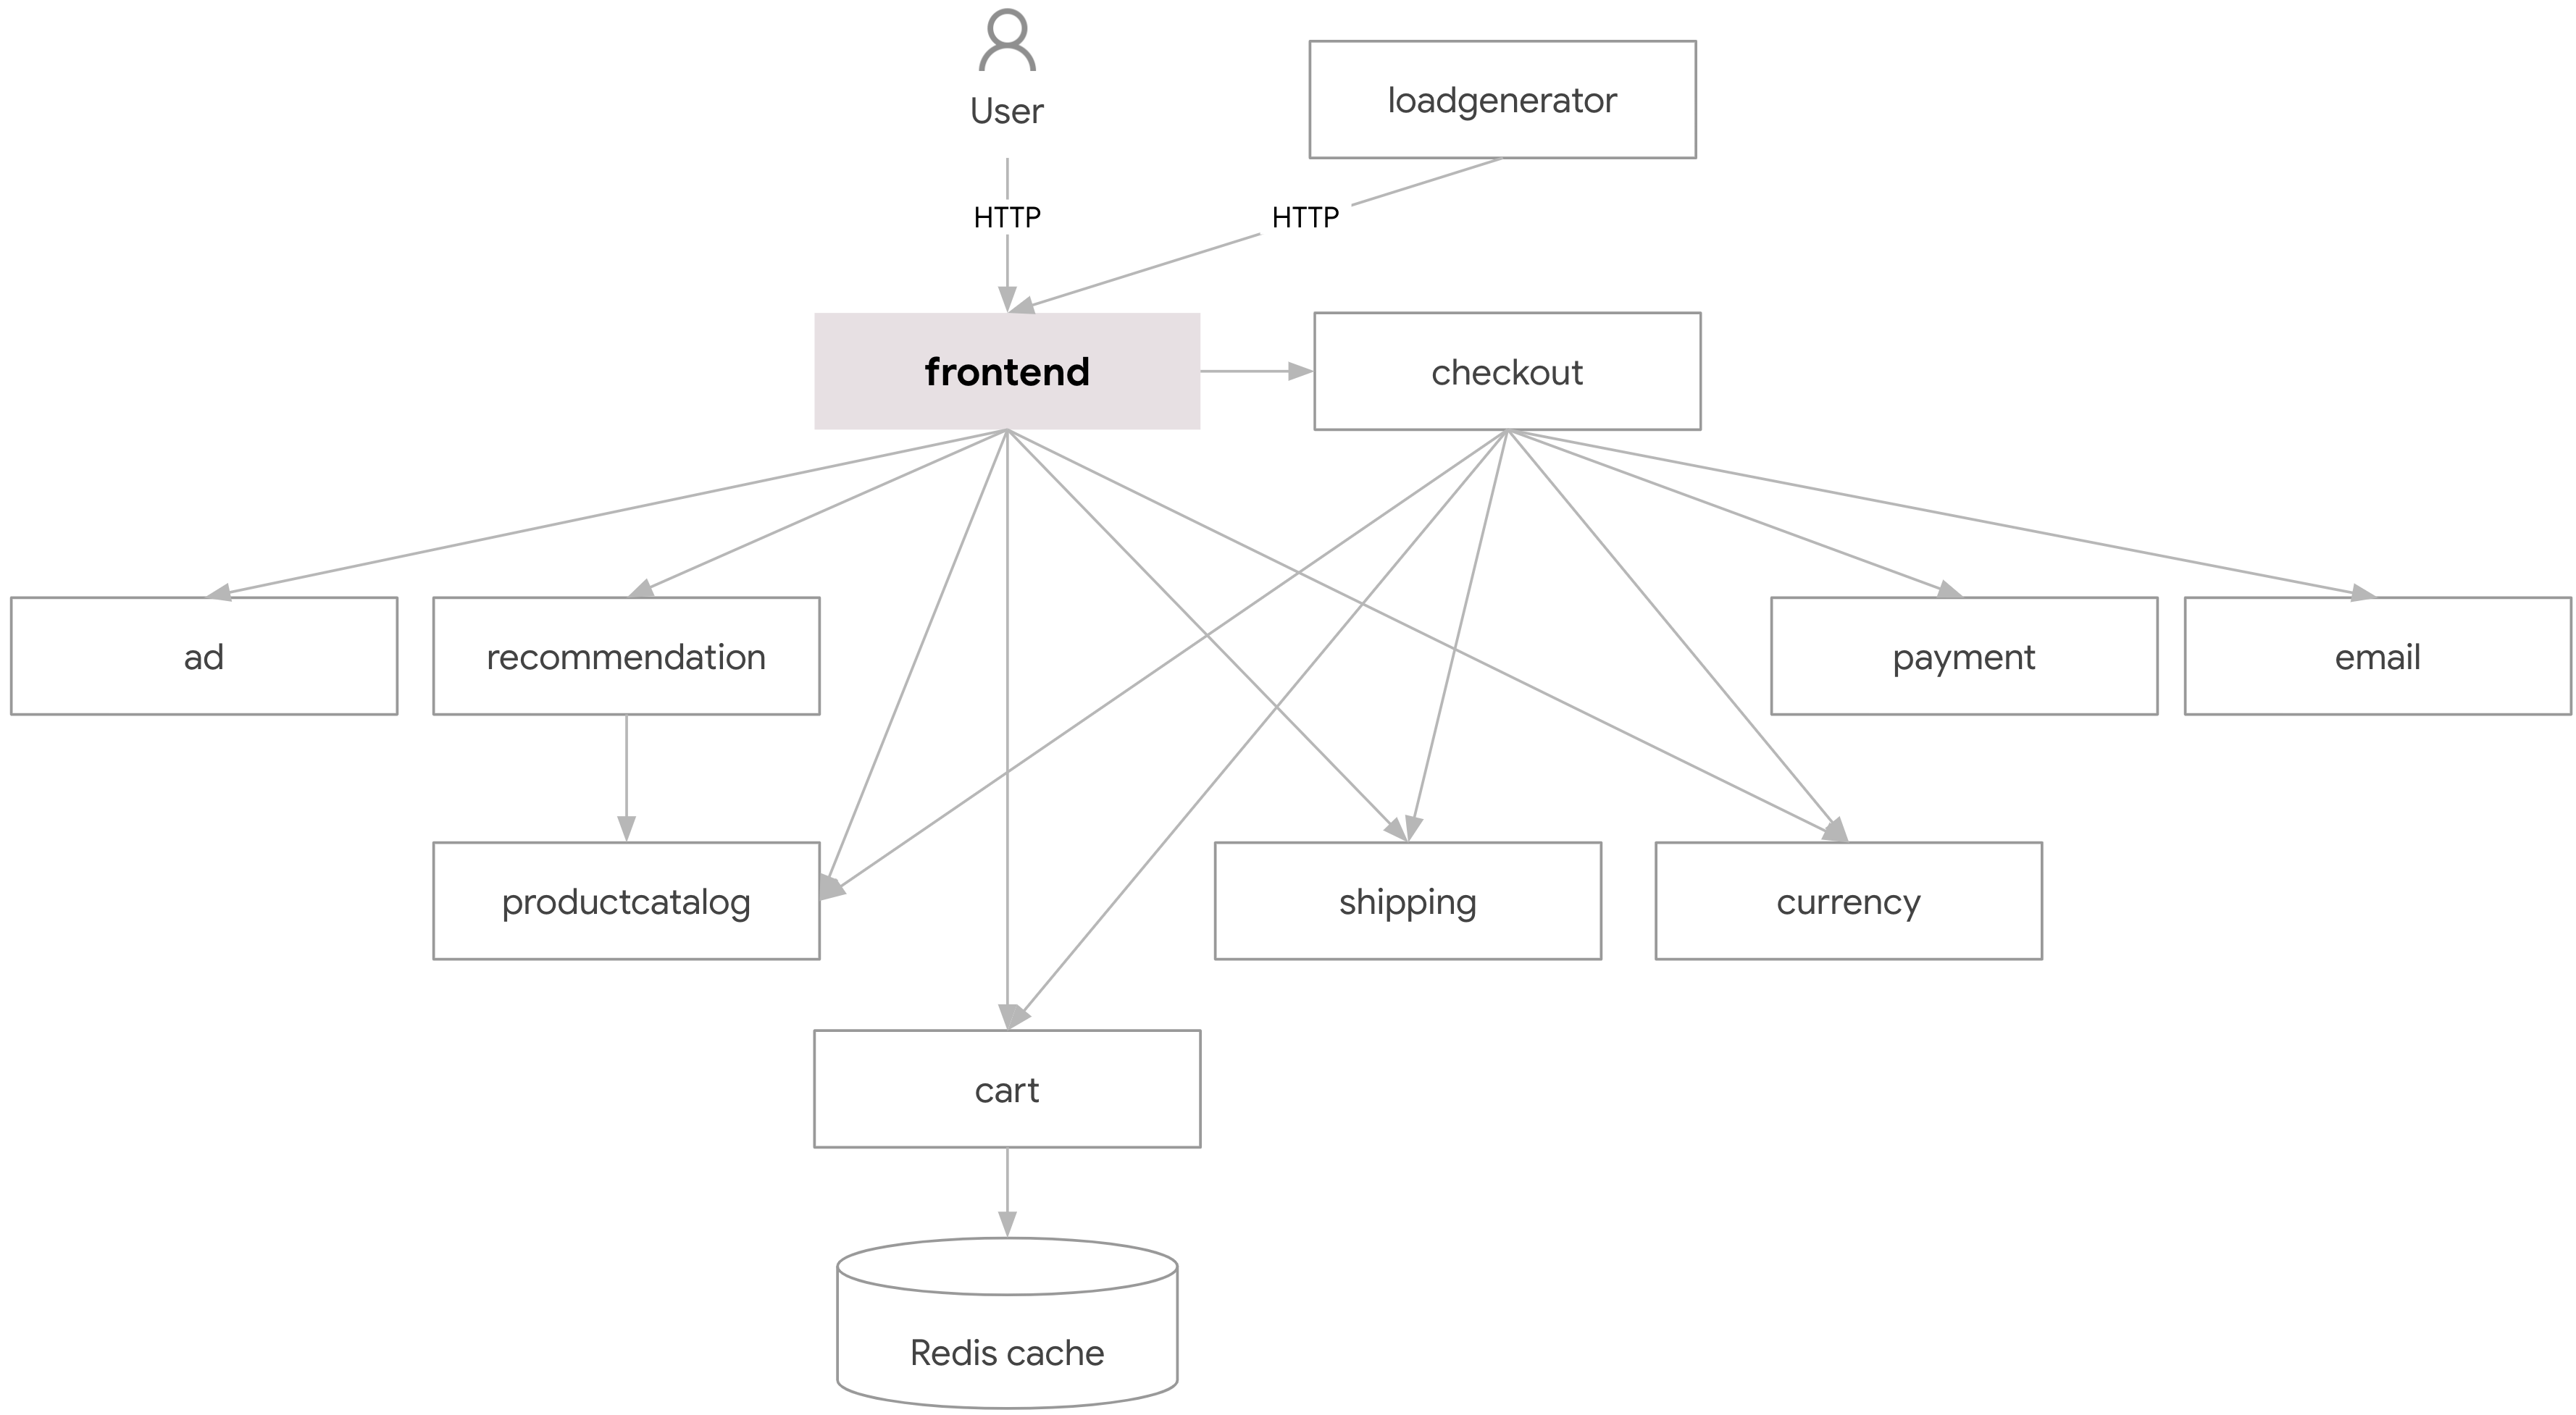 User
loadgenerator
HTTP
HTTP
frontend
checkout
ad
recommendation
payment
email
productcatalog
shipping
currency
cart
Redis cache